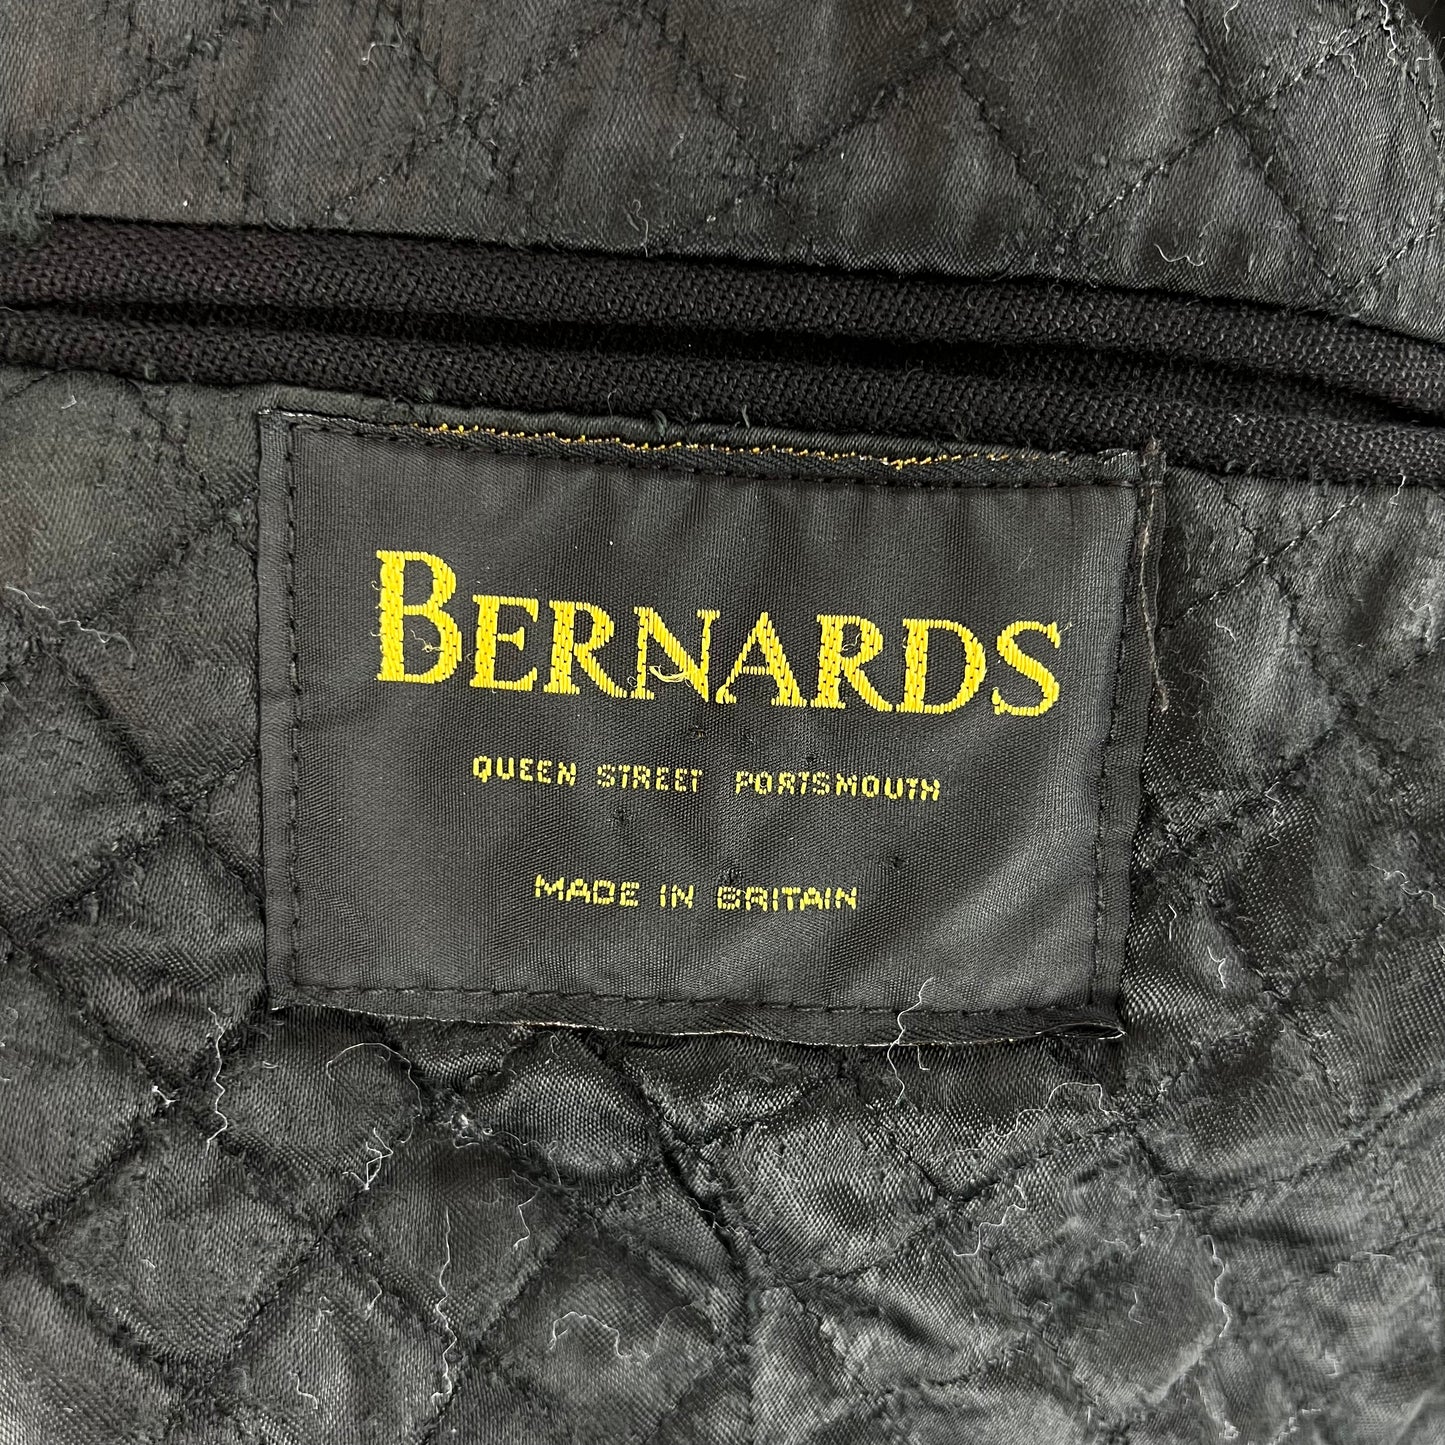 BERNARDS
QUEEN STREET PORTSMOUTH
MADE IN BRITAIN